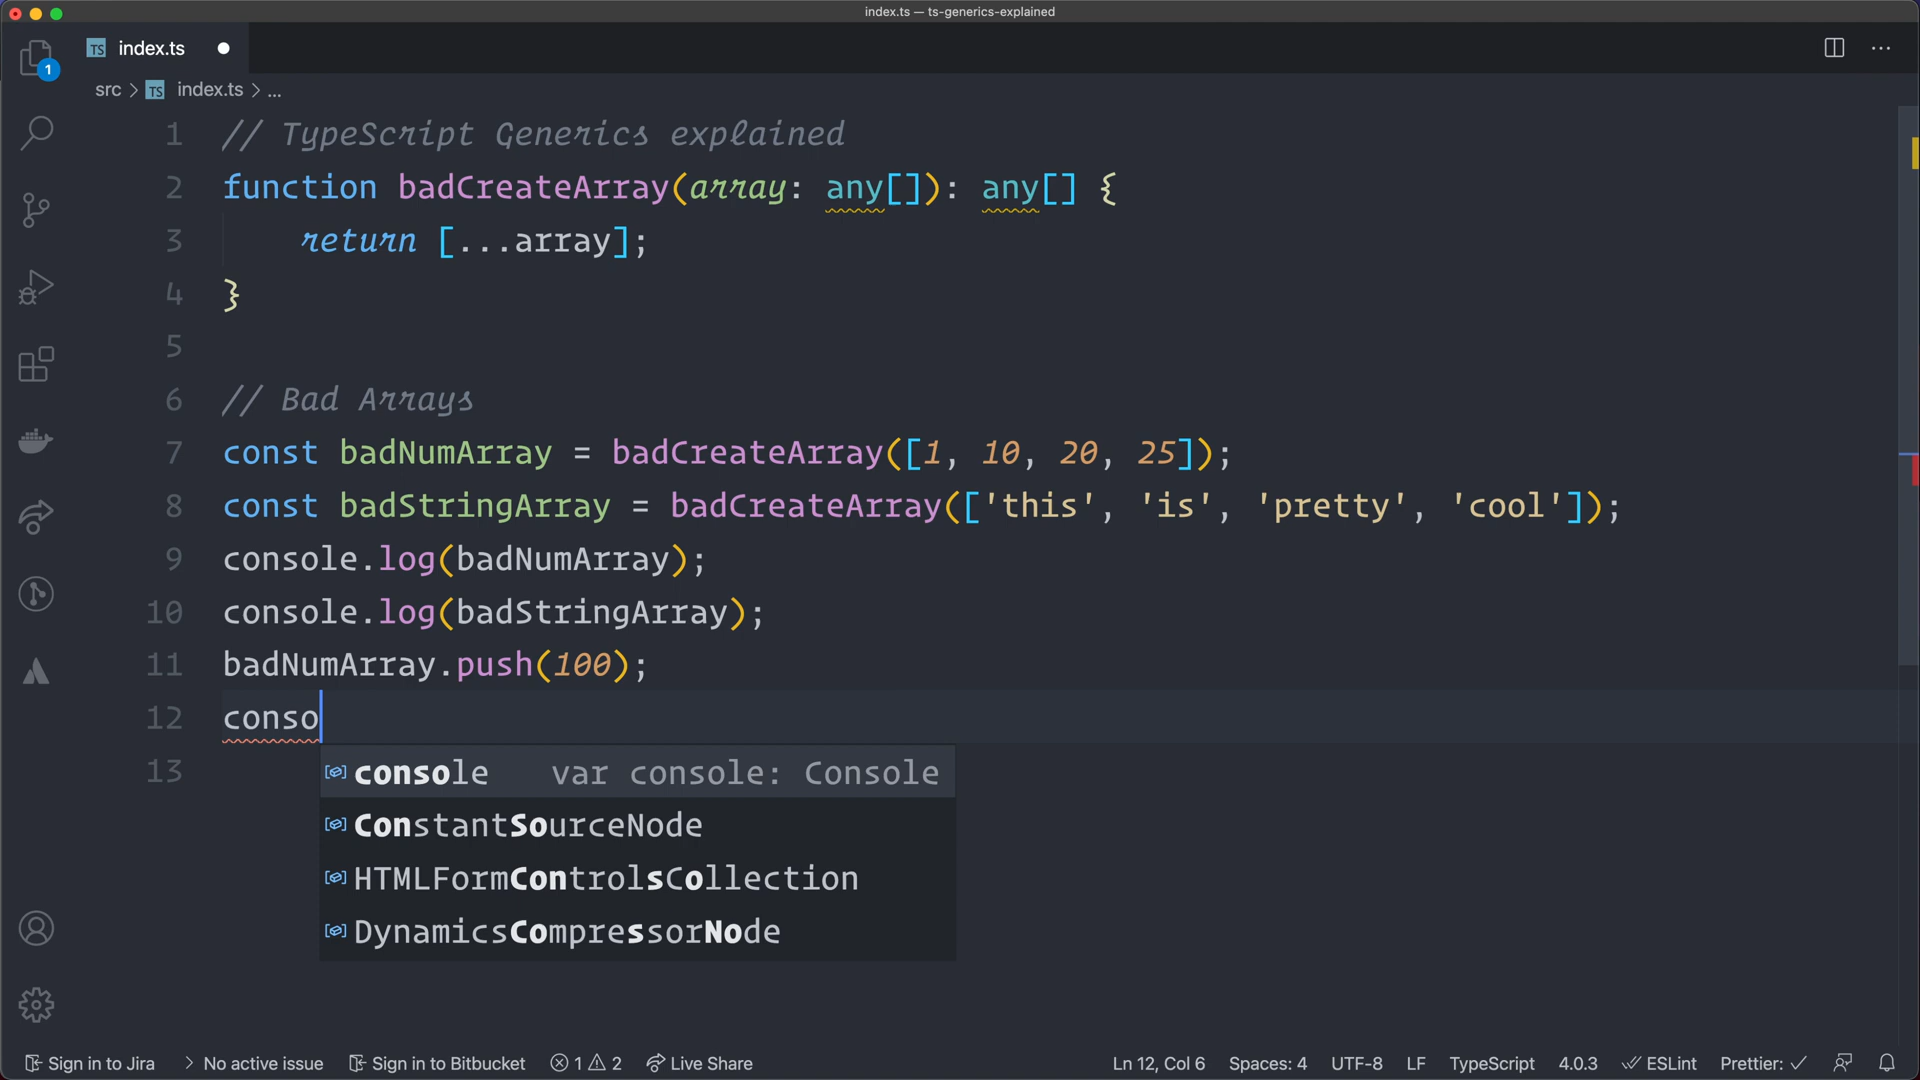 index.ts — ts-generics-explained
TS index.ts
1
src > TS index.ts > ...
1 // TypeScript Generics explained
2 function badCreateArray(array: any[]): any[] {
3 return [...array];
4 }
5
6 // Bad Arrays
7 const badNumArray = badCreateArray([1, 10, 20, 25]);
8 const badStringArray = badCreateArray(['this', 'is', 'pretty', 'cool']);
9 console.log(badNumArray);
10 console.log(badStringArray);
11 badNumArray.push(100);
12 conso
13
console var console: Console
ConstantSourceNode
HTMLFormControlsCollection
DynamicsCompressorNode
Sign in to Jira > No active issue Sign in to Bitbucket 1 2 Live Share Ln 12, Col 6 Spaces: 4 UTF-8 LF TypeScript 4.0.3 ESLint Prettier: ✓